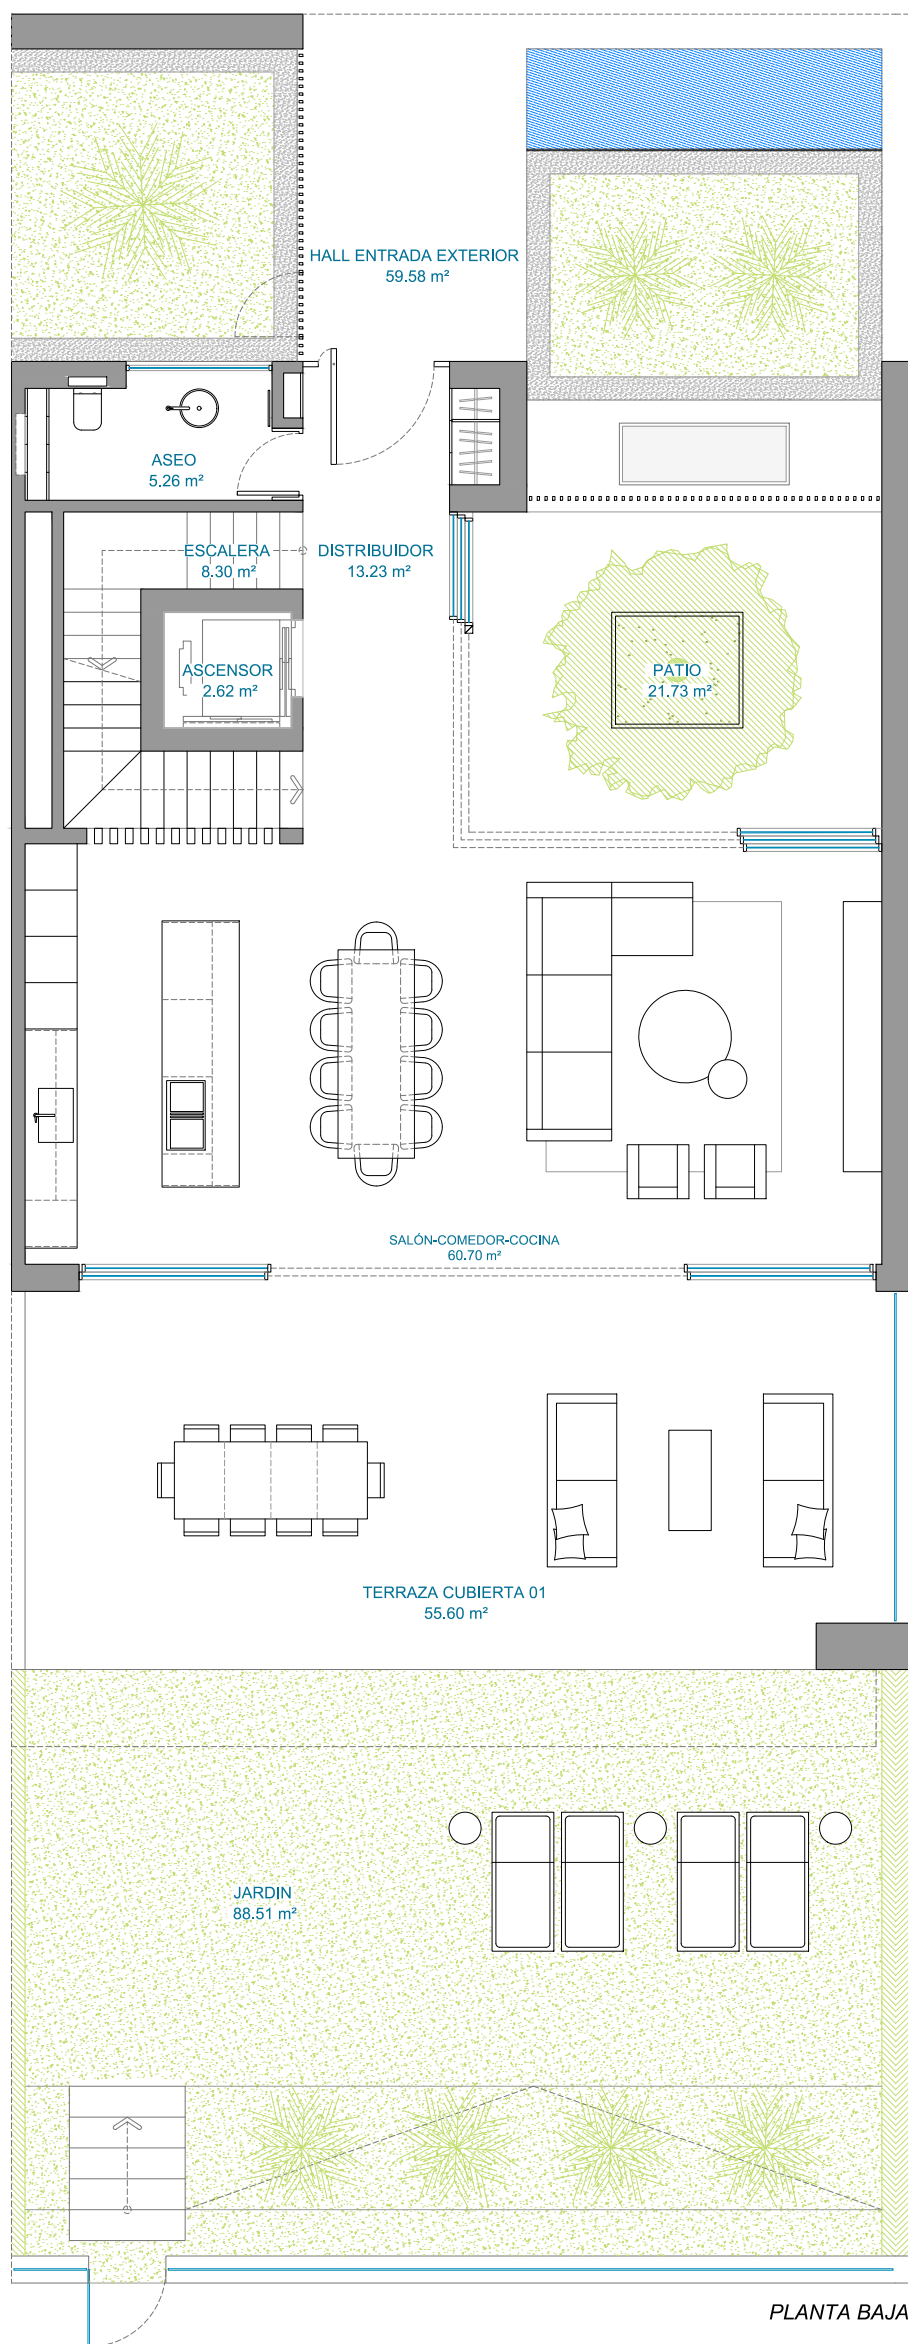 HALL ENTRADA EXTERIOR
59.58 m²
ASEO
5.26 m²
ESCALERA
8.30 m²
DISTRIBUIDOR
13.23 m²
ASCENSOR
2.62 m²
PATIO
21.73 m²
SALÓN-COMEDOR-COCINA
60.70 m²
TERRAZA CUBIERTA 01
55.60 m²
JARDIN
88.51 m²
PLANTA BAJA